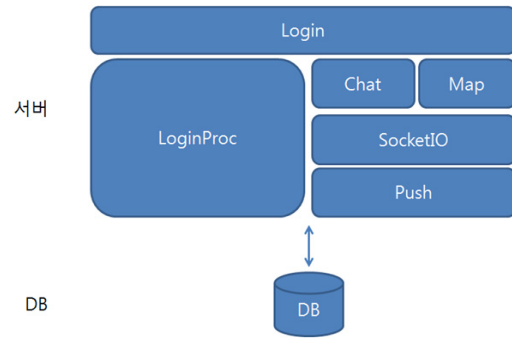 Login
서버
LoginProc
Chat
Map
SocketIO
Push
DB
DB